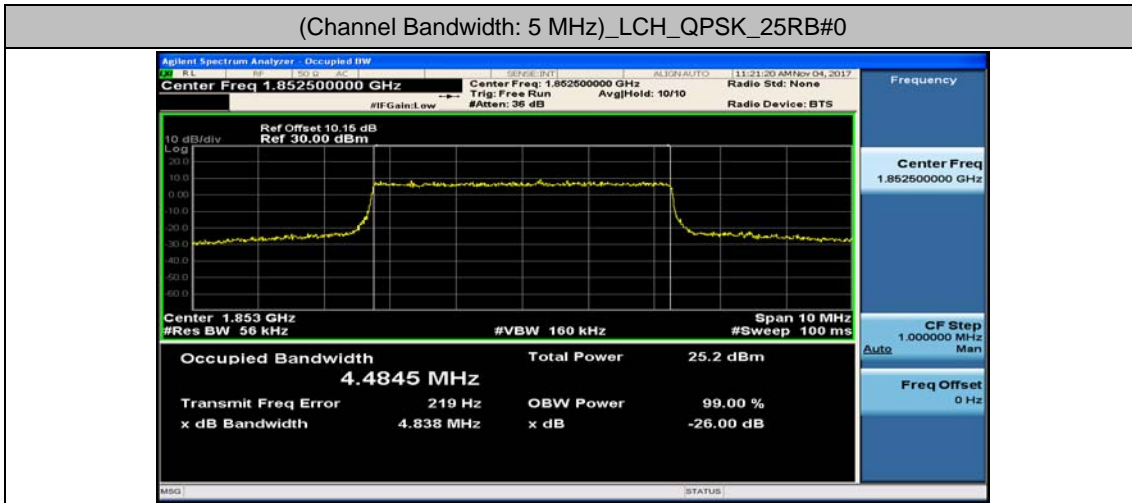 (Channel Bandwidth: 5 MHz)_LCH_QPSK_25RB#0
Agilent Spectrum Analyzer - Occupied BW
LXI RL RF 50 Ω AC SENSE:INT ALIGN AUTO 11:21:20 AM Nov 04, 2017
Center Freq 1.852500000 GHz
Center Freq: 1.852500000 GHz
Radio Std: None
Trig: Free Run Avg|Hold: 10/10
#IFGain:Low #Atten: 36 dB Radio Device: BTS
Ref Offset 10.15 dB
10 dB/div Ref 30.00 dBm
Log
20.0
10.0
0.00
-10.0
-20.0
-30.0
-40.0
-50.0
-60.0
Center 1.853 GHz Span 10 MHz
#Res BW 56 kHz #VBW 160 kHz #Sweep 100 ms
Occupied Bandwidth Total Power 25.2 dBm
4.4845 MHz
Transmit Freq Error 219 Hz OBW Power 99.00 %
x dB Bandwidth 4.838 MHz x dB -26.00 dB
MSG STATUS
Frequency
Center Freq
1.852500000 GHz
CF Step
1.000000 MHz
Auto Man
Freq Offset
0 Hz